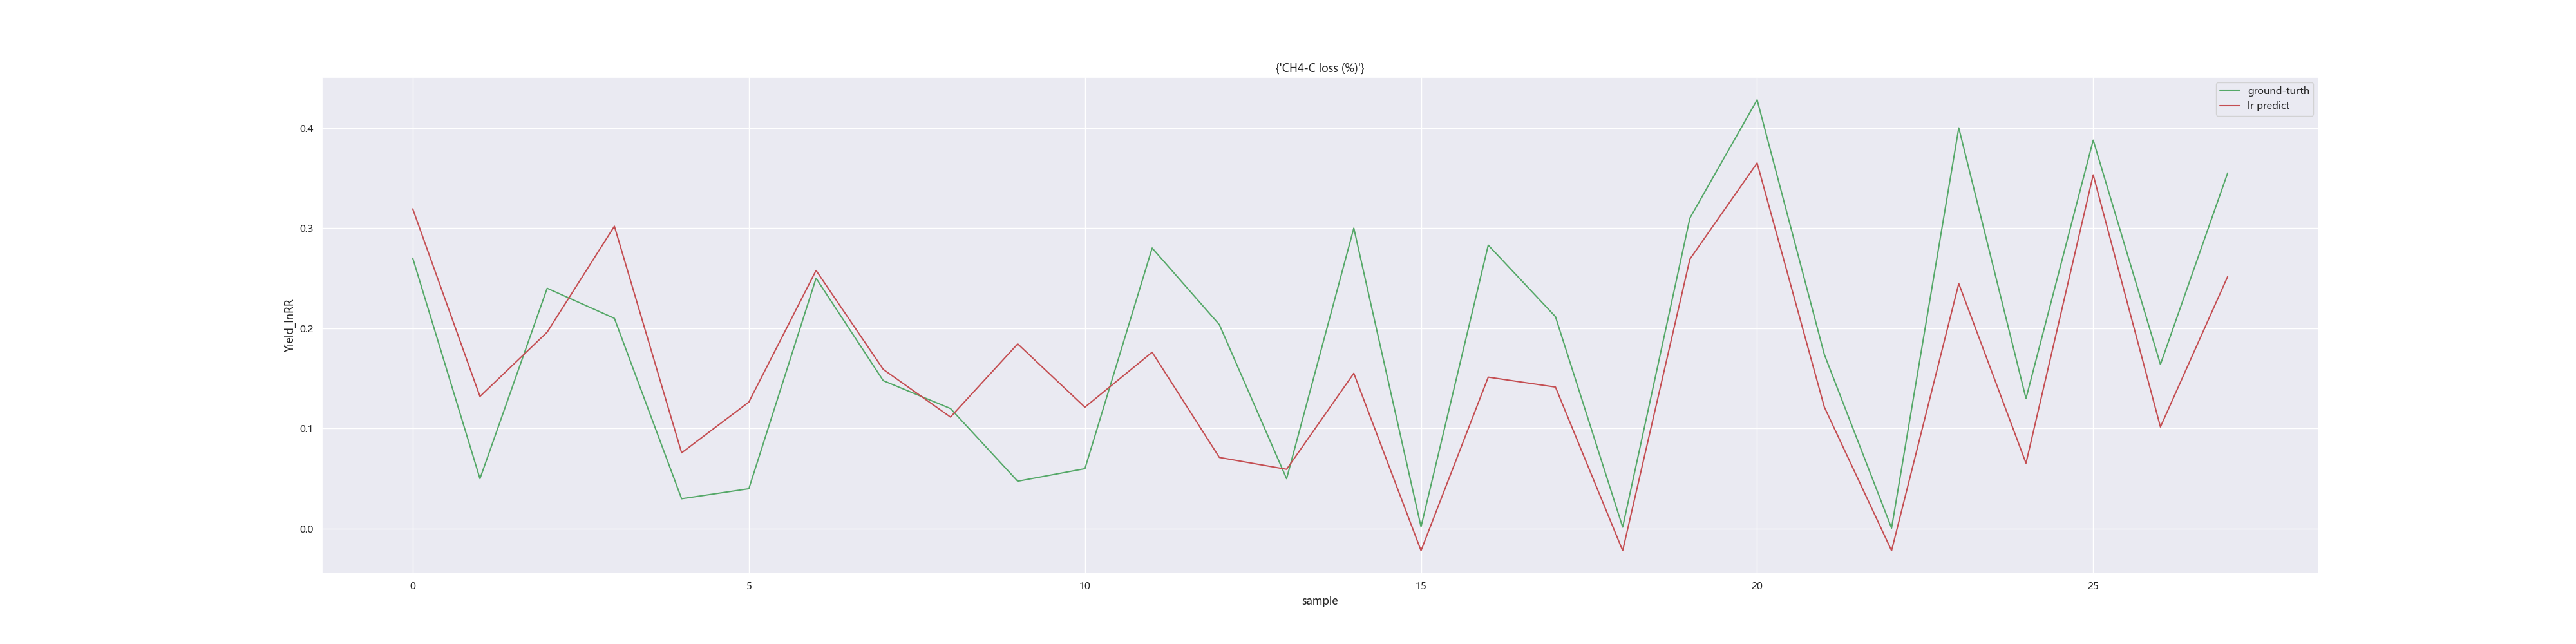 {'CH4-C loss (%)'}
ground-turth
lr predict
Yield_lnRR
0.4
0.3
0.2
0.1
0.0
0 5 10 15 20 25
sample